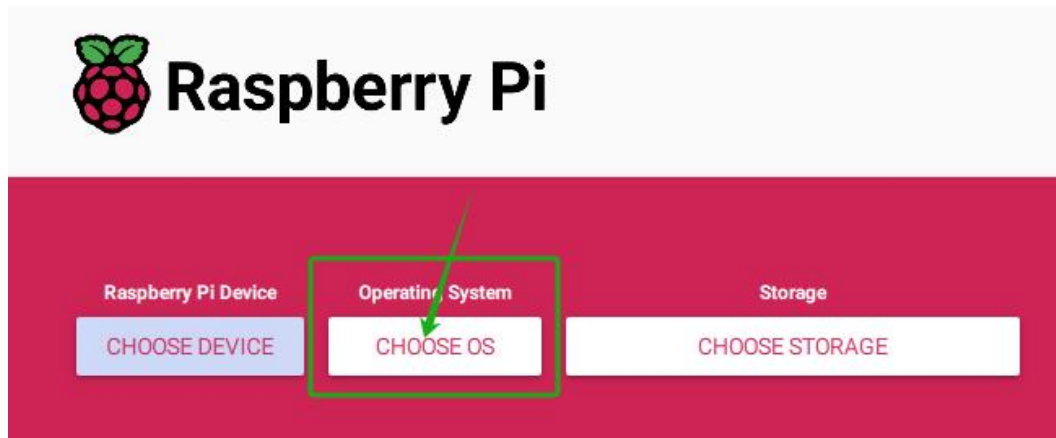 Raspberry Pi
Raspberry Pi Device
Operating System
Storage
CHOOSE DEVICE
CHOOSE OS
CHOOSE STORAGE